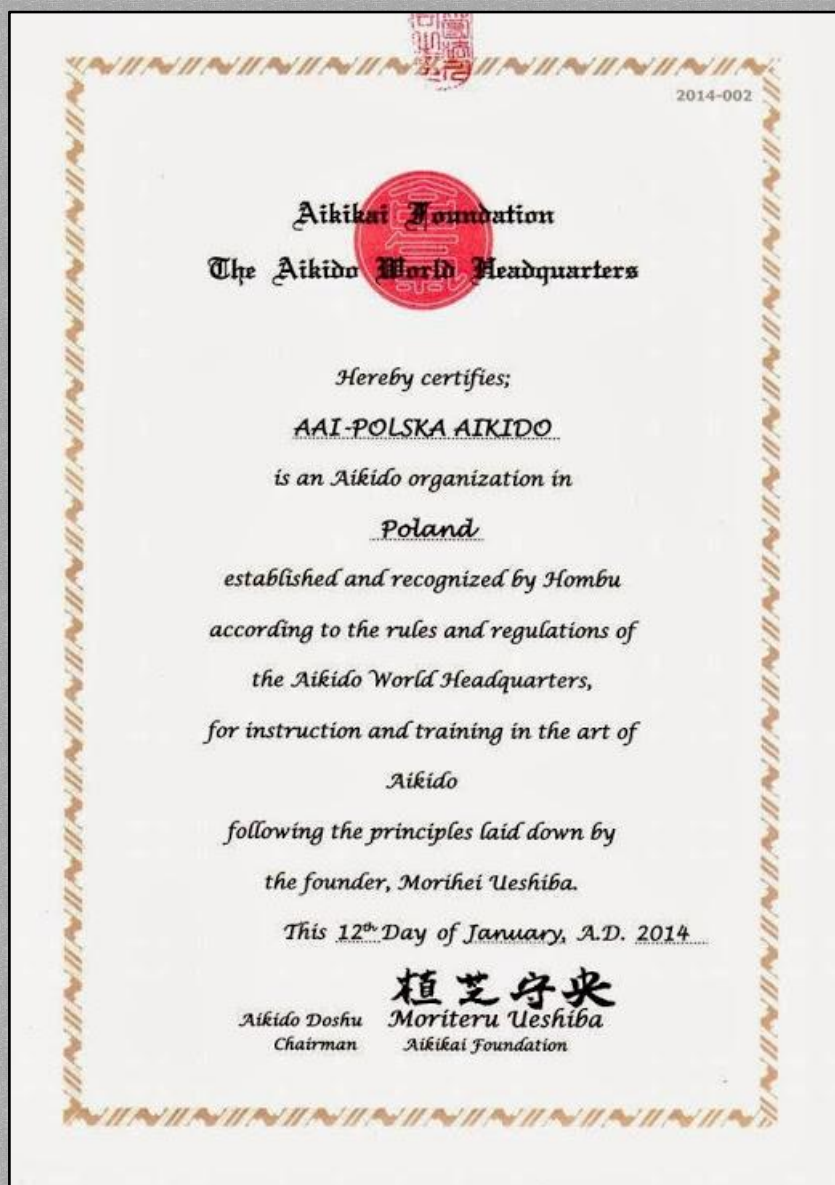 2014-002
Aikikai Foundation
The Aikido World Headquarters
Hereby certifies;
AAI-POLSKA AIKIDO
is an Aikido organization in
Poland
established and recognized by Hombu
according to the rules and regulations of
the Aikido World Headquarters,
for instruction and training in the art of
Aikido
following the principles laid down by
the founder, Morihei Ueshiba.
This 12th Day of January, A.D. 2014
植芝守央
Aikido Doshu Moriteru Ueshiba
Chairman Aikikai Foundation